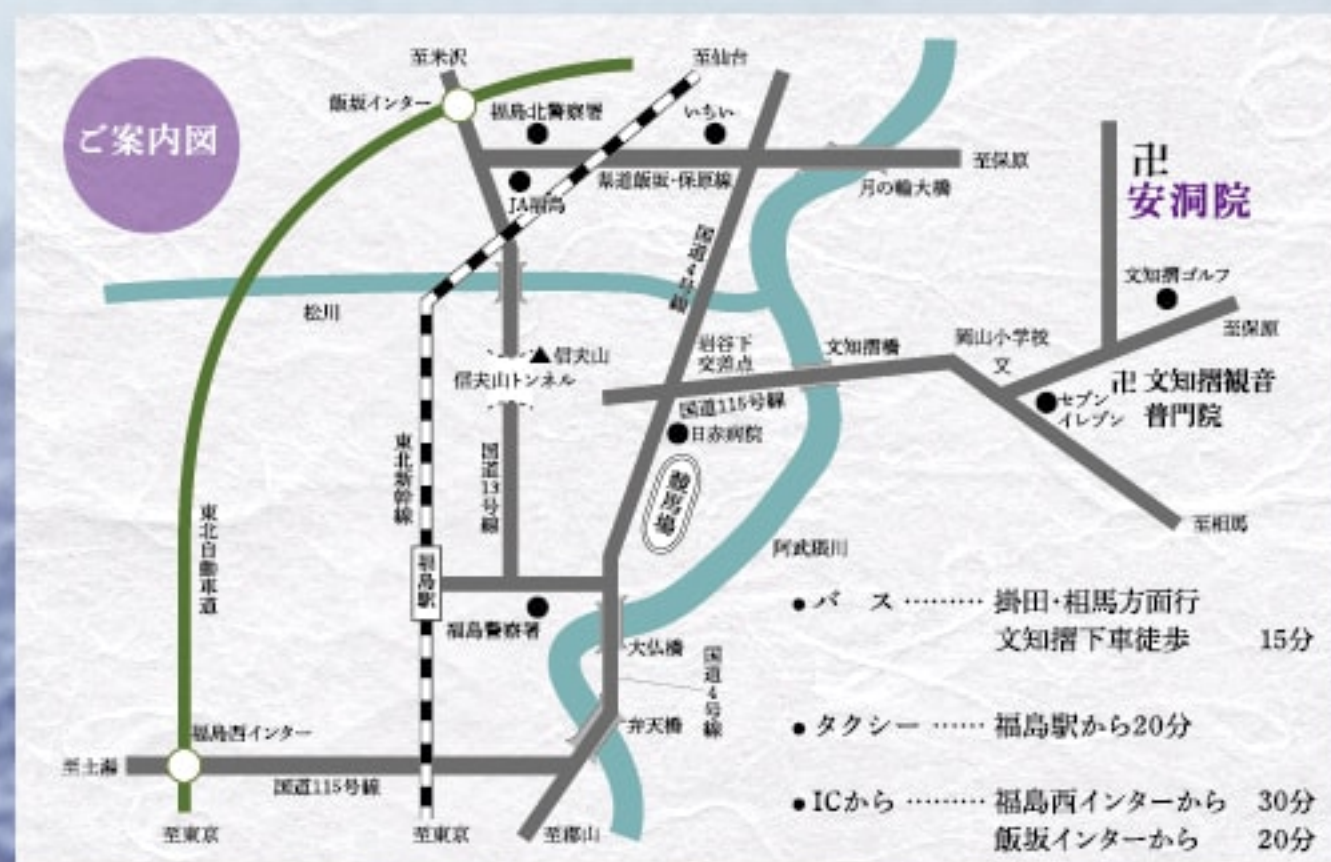 ご案内図
至米沢
至仙台
飯坂インター
福島北警察署
いちい
県道飯坂・保原線
至保原
月の輪大橋
JA福島
卍
安洞院
国道4号線
松川
文知摺ゴルフ
至保原
岩谷下
交差点
文知摺橋
岡山小学校
文
信夫山
信夫山トンネル
国道115号線
日赤病院
セブン
イレブン
卍 文知摺観音
普門院
競馬場
東北新幹線
国道13号線
東北自動車道
至相馬
阿武隈川
福島駅
福島警察署
大仏橋
国道4号線
弁天橋
福島西インター
至土湯
国道115号線
至東京
至東京
至郡山
●バ ス ……… 掛田・相馬方面行
文知摺下車徒歩 15分
●タクシー …… 福島駅から20分
●ICから ……… 福島西インターから 30分
飯坂インターから 20分